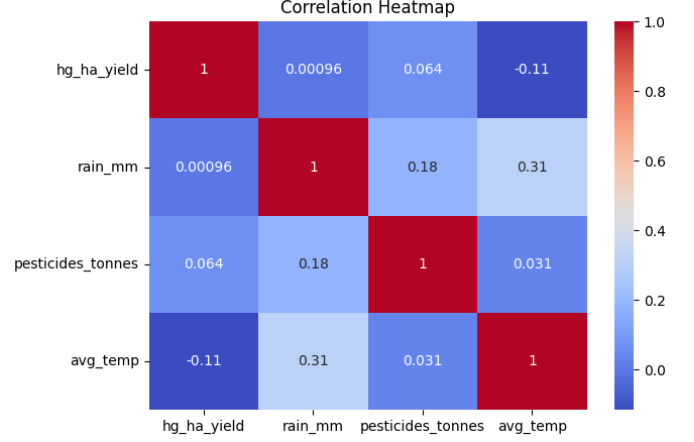 Correlation Heatmap
hg_ha_yield 1 0.00096 0.064 -0.11
rain_mm 0.00096 1 0.18 0.31
pesticides_tonnes 0.064 0.18 1 0.031
avg_temp -0.11 0.31 0.031 1
hg_ha_yield rain_mm pesticides_tonnes avg_temp
1.0
0.8
0.6
0.4
0.2
0.0